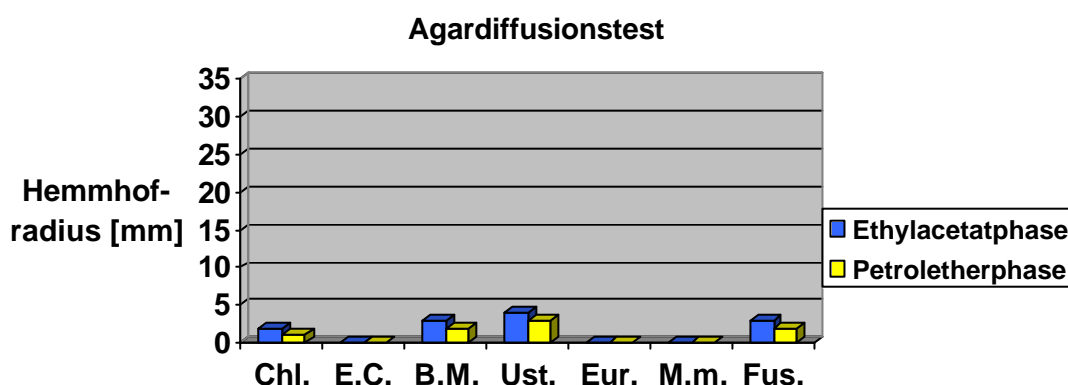 Agardiffusionstest
35
30
25
20
15
10
5
0
Hemmhof-
radius [mm]
Chl. E.C. B.M. Ust. Eur. M.m. Fus.
Ethylacetatphase
Petroletherphase